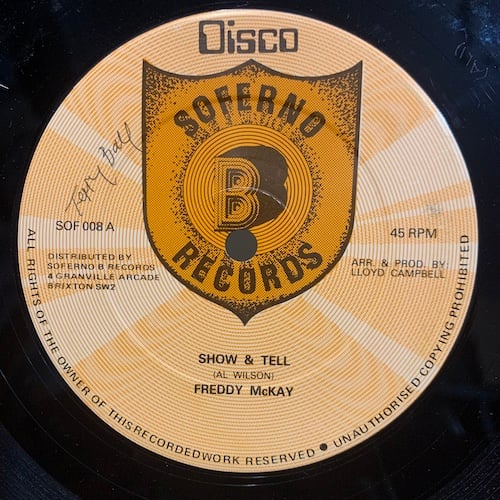 Disco
SOFERNO
B
RECORDS
Terry Ball
SOF 008 A
45 RPM
DISTRIBUTED BY
SOFERNO B RECORDS
4 GRANVILLE ARCADE
BRIXTON SW2
ARR. & PROD. BY:
LLOYD CAMPBELL
SHOW & TELL
(AL WILSON)
FREDDY McKAY
ALL RIGHTS OF THE OWNER OF THIS RECORDED WORK RESERVED ● UNAUTHORISED COPYING PROHIBITED